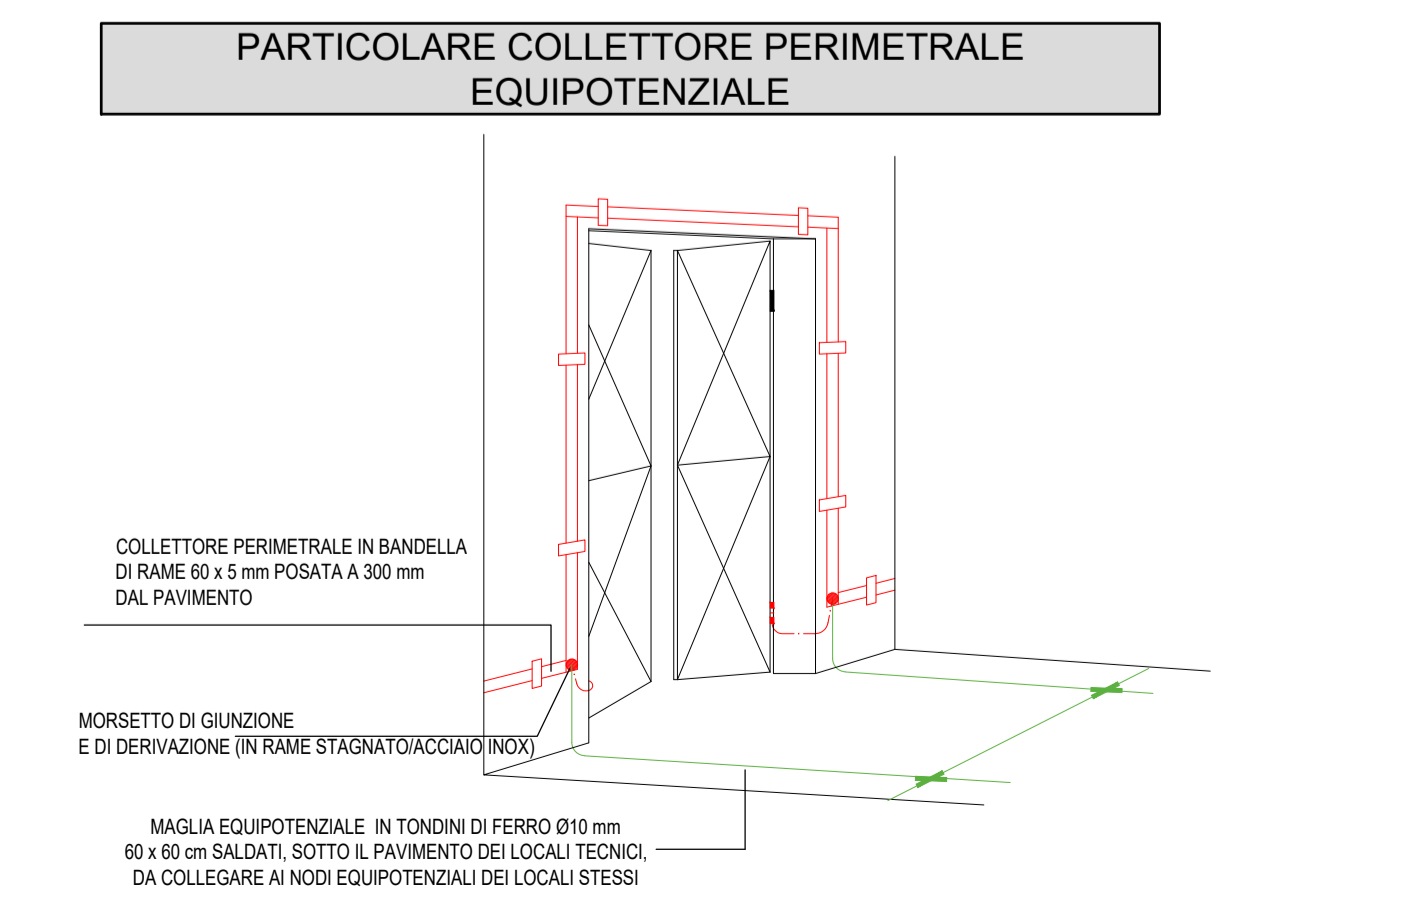 PARTICOLARE COLLETTORE PERIMETRALE
EQUIPOTENZIALE
COLLETTORE PERIMETRALE IN BANDELLA
DI RAME 60 x 5 mm POSATA A 300 mm
DAL PAVIMENTO
MORSETTO DI GIUNZIONE
E DI DERIVAZIONE (IN RAME STAGNATO/ACCIAIO INOX)
MAGLIA EQUIPOTENZIALE IN TONDINI DI FERRO Ø10 mm
60 x 60 cm SALDATI, SOTTO IL PAVIMENTO DEI LOCALI TECNICI,
DA COLLEGARE AI NODI EQUIPOTENZIALI DEI LOCALI STESSI